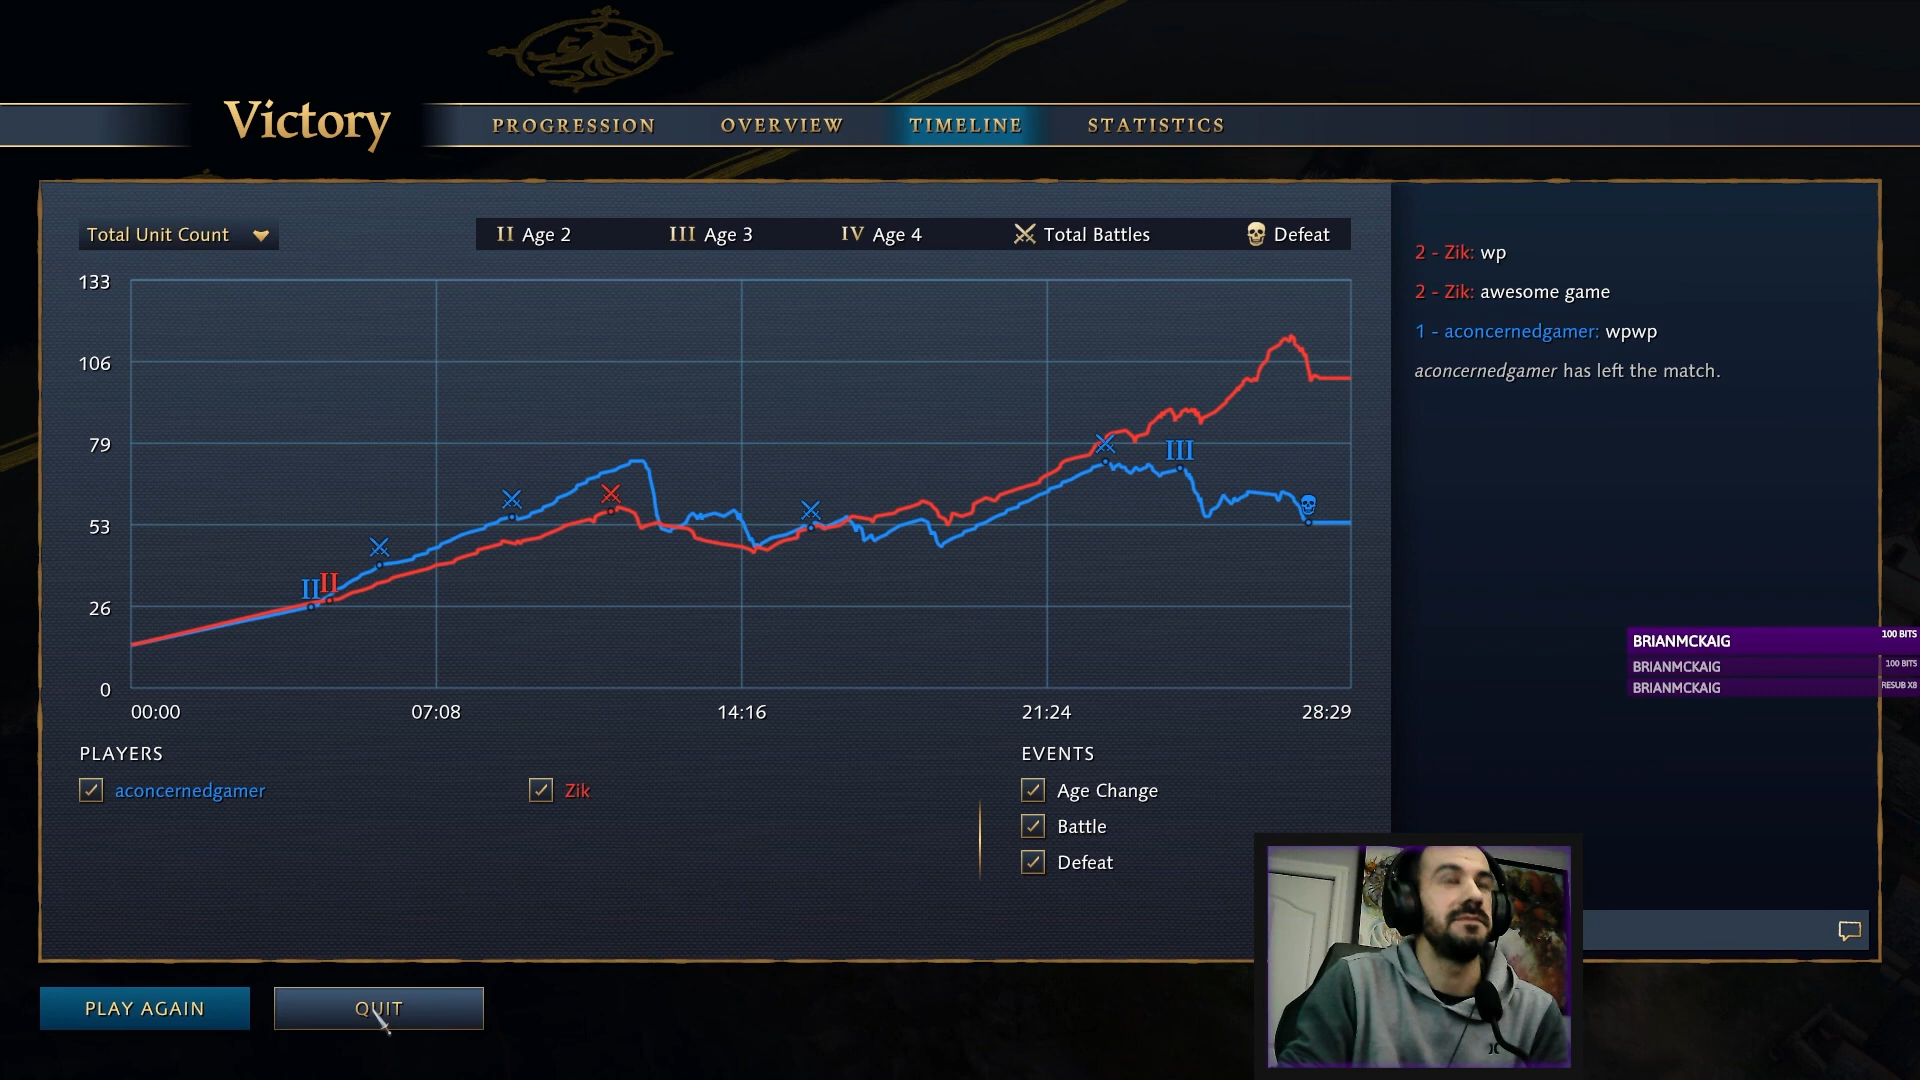 Victory
PROGRESSION
OVERVIEW
TIMELINE
STATISTICS
Total Unit Count
II Age 2
III Age 3
IV Age 4
Total Battles
Defeat
133
106
79
53
26
0
II
II
III
00:00
07:08
14:16
21:24
28:29
PLAYERS
aconcernedgamer
Zik
EVENTS
Age Change
Battle
Defeat
2 - Zik: wp
2 - Zik: awesome game
1 - aconcernedgamer: wpwp
aconcernedgamer has left the match.
BRIANMCKAIG 100 BITS
BRIANMCKAIG 100 BITS
BRIANMCKAIG RESUB X8
PLAY AGAIN
QUIT